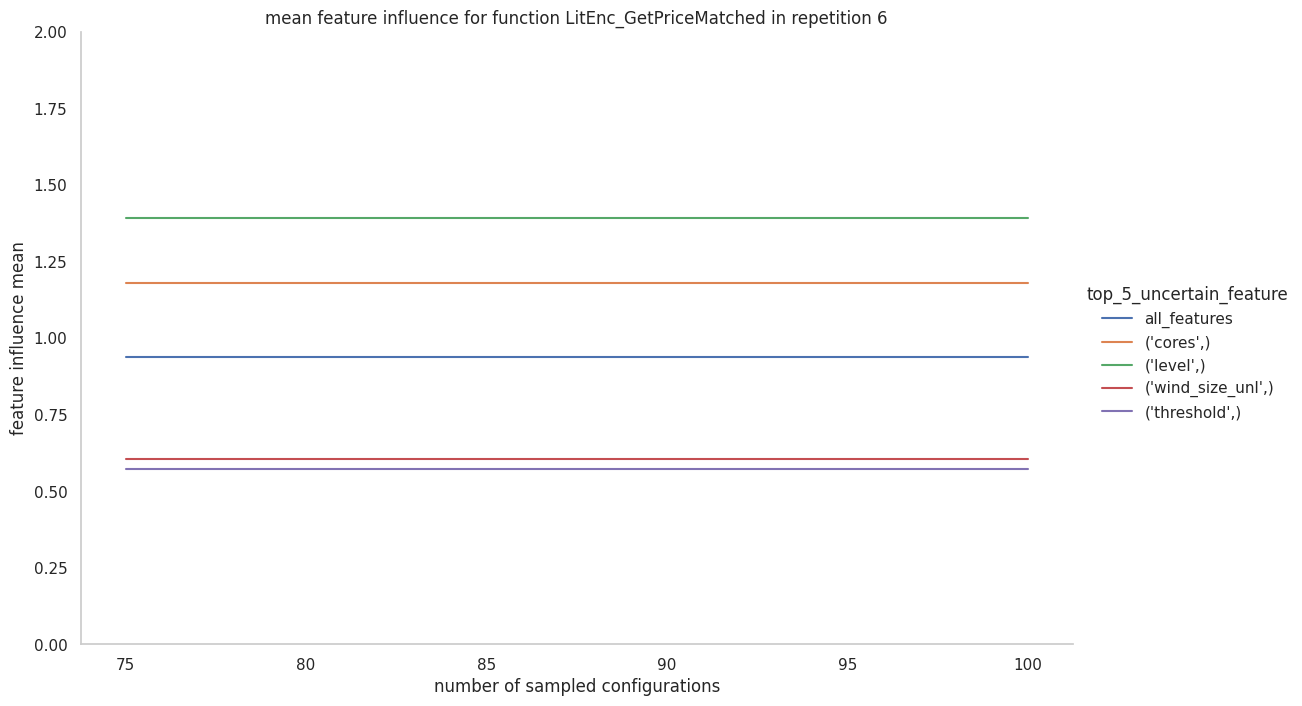 mean feature influence for function LitEnc_GetPriceMatched in repetition 6
2.00
1.75
1.50
1.25
1.00
0.75
0.50
0.25
0.00
feature influence mean
75 80 85 90 95 100
number of sampled configurations
top_5_uncertain_feature
all_features
('cores',)
('level',)
('wind_size_unl',)
('threshold',)